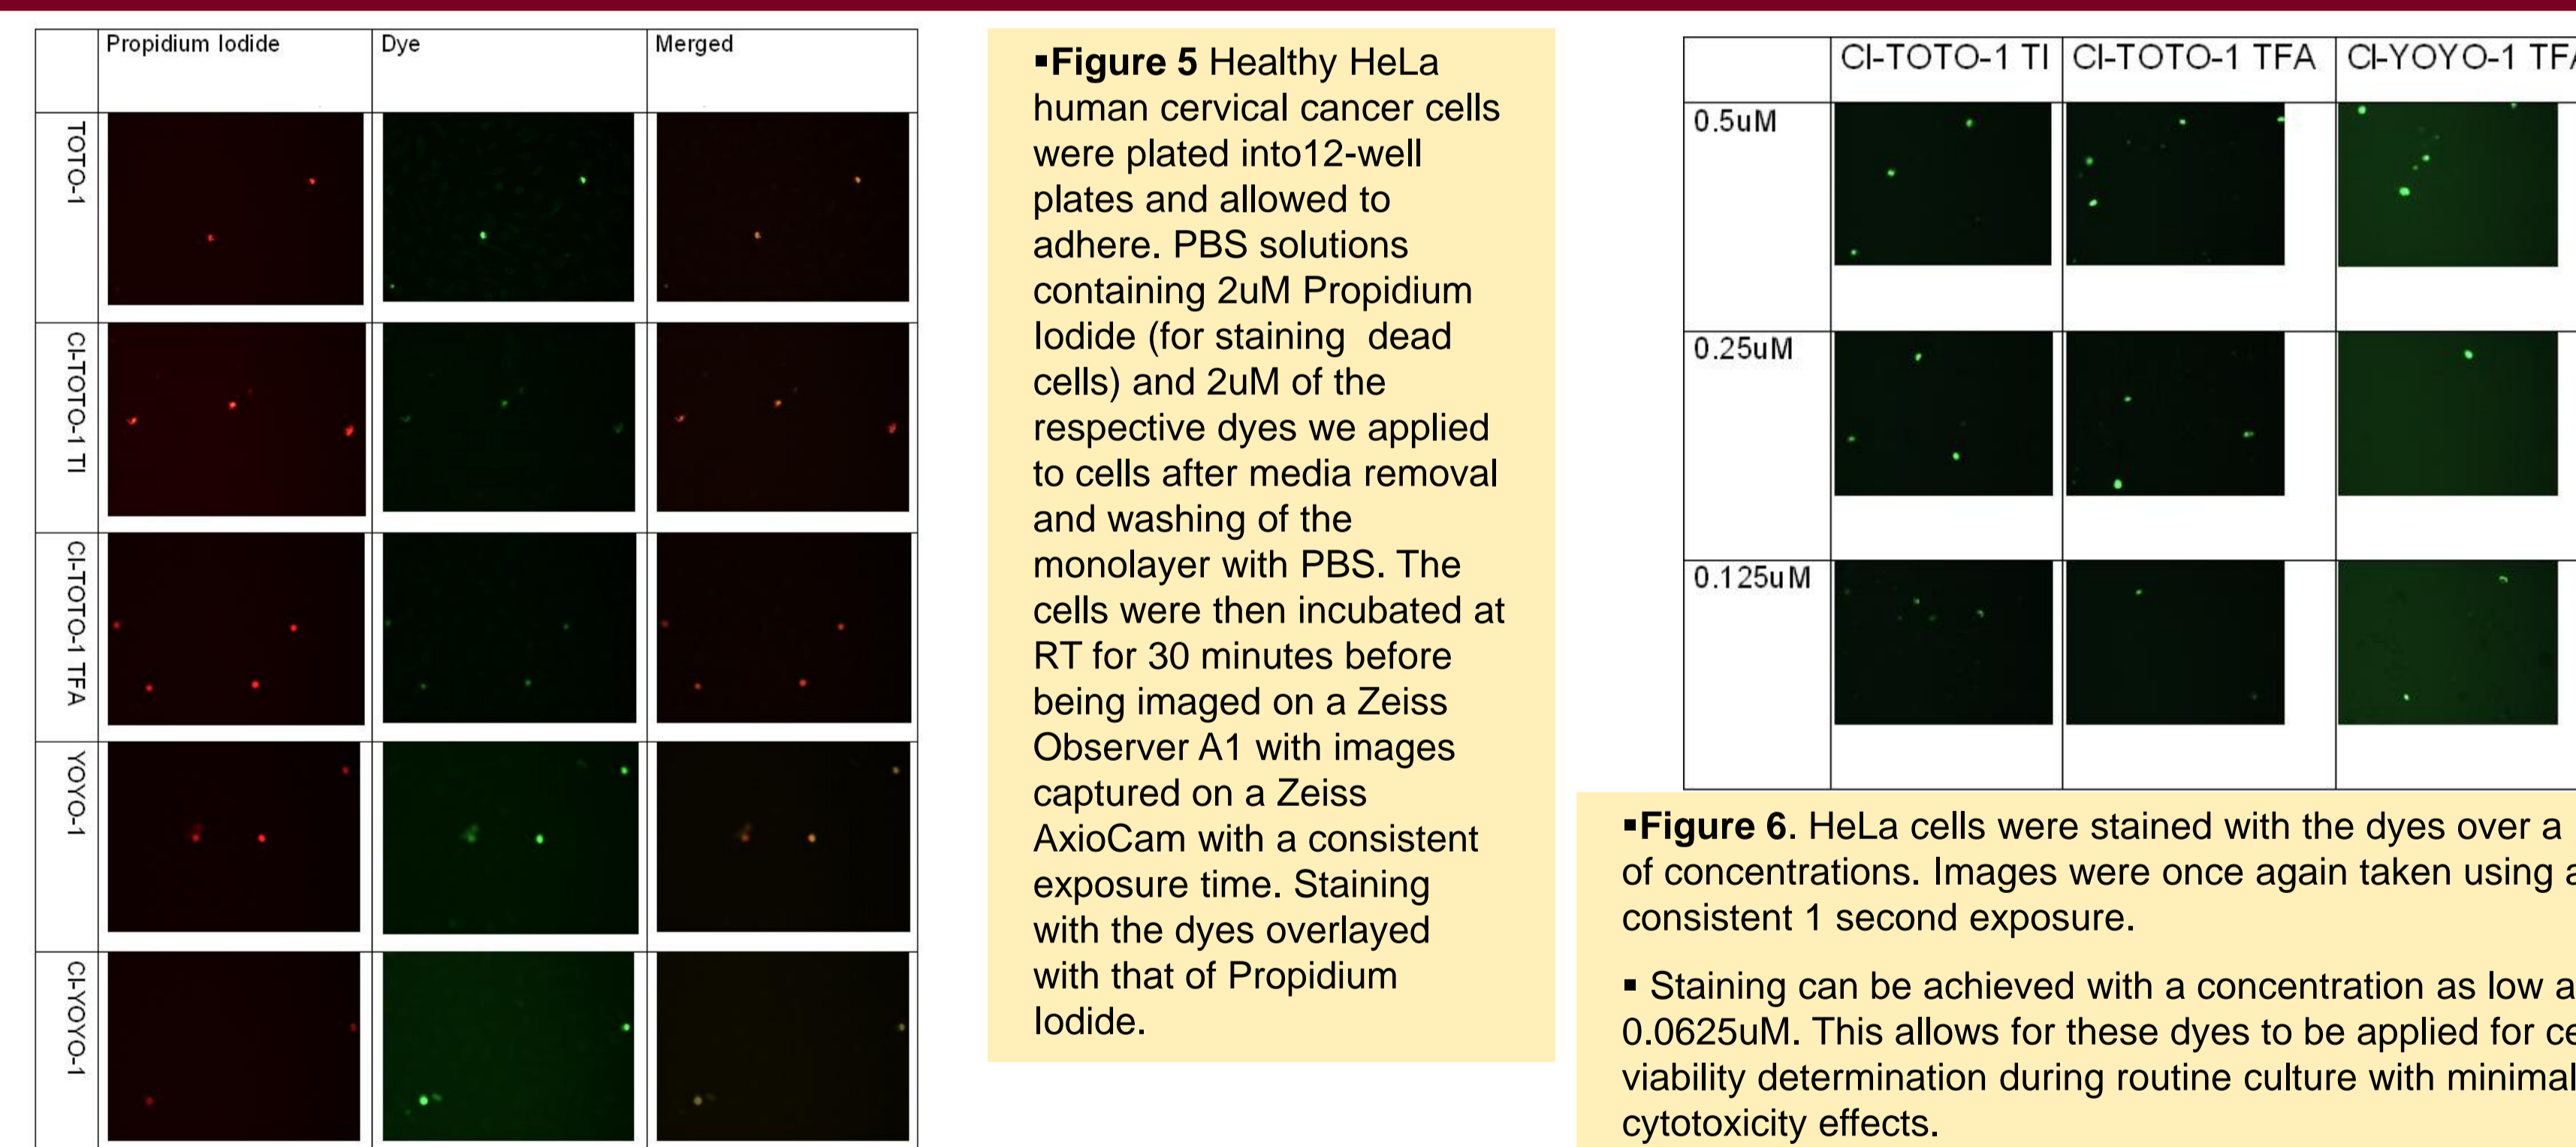 Propidium Iodide Dye Merged
TOTO-1
Cl-TOTO-1 TI
Cl-TOTO-1 TFA
YOYO-1
Cl-YOYO-1
▪Figure 5 Healthy HeLa
human cervical cancer cells
were plated into12-well
plates and allowed to
adhere. PBS solutions
containing 2uM Propidium
Iodide (for staining  dead
cells) and 2uM of the
respective dyes we applied
to cells after media removal
and washing of the
monolayer with PBS. The
cells were then incubated at
RT for 30 minutes before
being imaged on a Zeiss
Observer A1 with images
captured on a Zeiss
AxioCam with a consistent
exposure time. Staining
with the dyes overlayed
with that of Propidium
Iodide.
Cl-TOTO-1 TI Cl-TOTO-1 TFA Cl-YOYO-1
0.5uM
0.25uM
0.125uM
▪Figure 6. HeLa cells were stained with the dyes over a
of concentrations. Images were once again taken using
consistent 1 second exposure.
▪ Staining can be achieved with a concentration as low
0.0625uM. This allows for these dyes to be applied for
viability determination during routine culture with minimal
cytotoxicity effects.